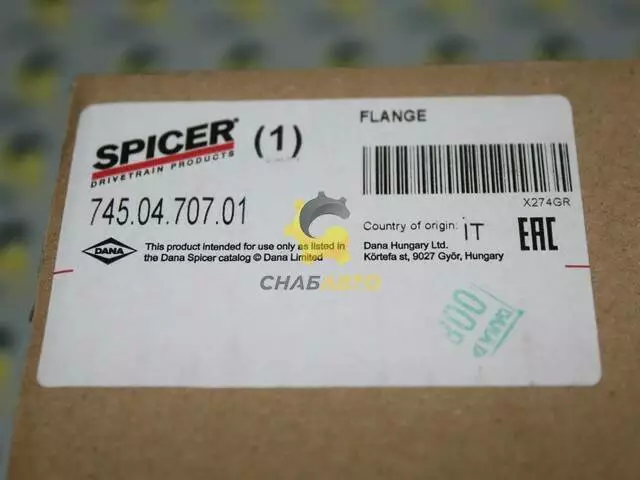 SPICER®
DRIVETRAIN PRODUCTS
(1)
FLANGE
X274GR
745.04.707.01
Country of origin: IT
EAC
DANA
This product intended for use only as listed in
the Dana Spicer catalog © Dana Limited
Dana Hungary Ltd.
Körtefa st, 9027 Győr, Hungary
СНАБАВТО
DANA